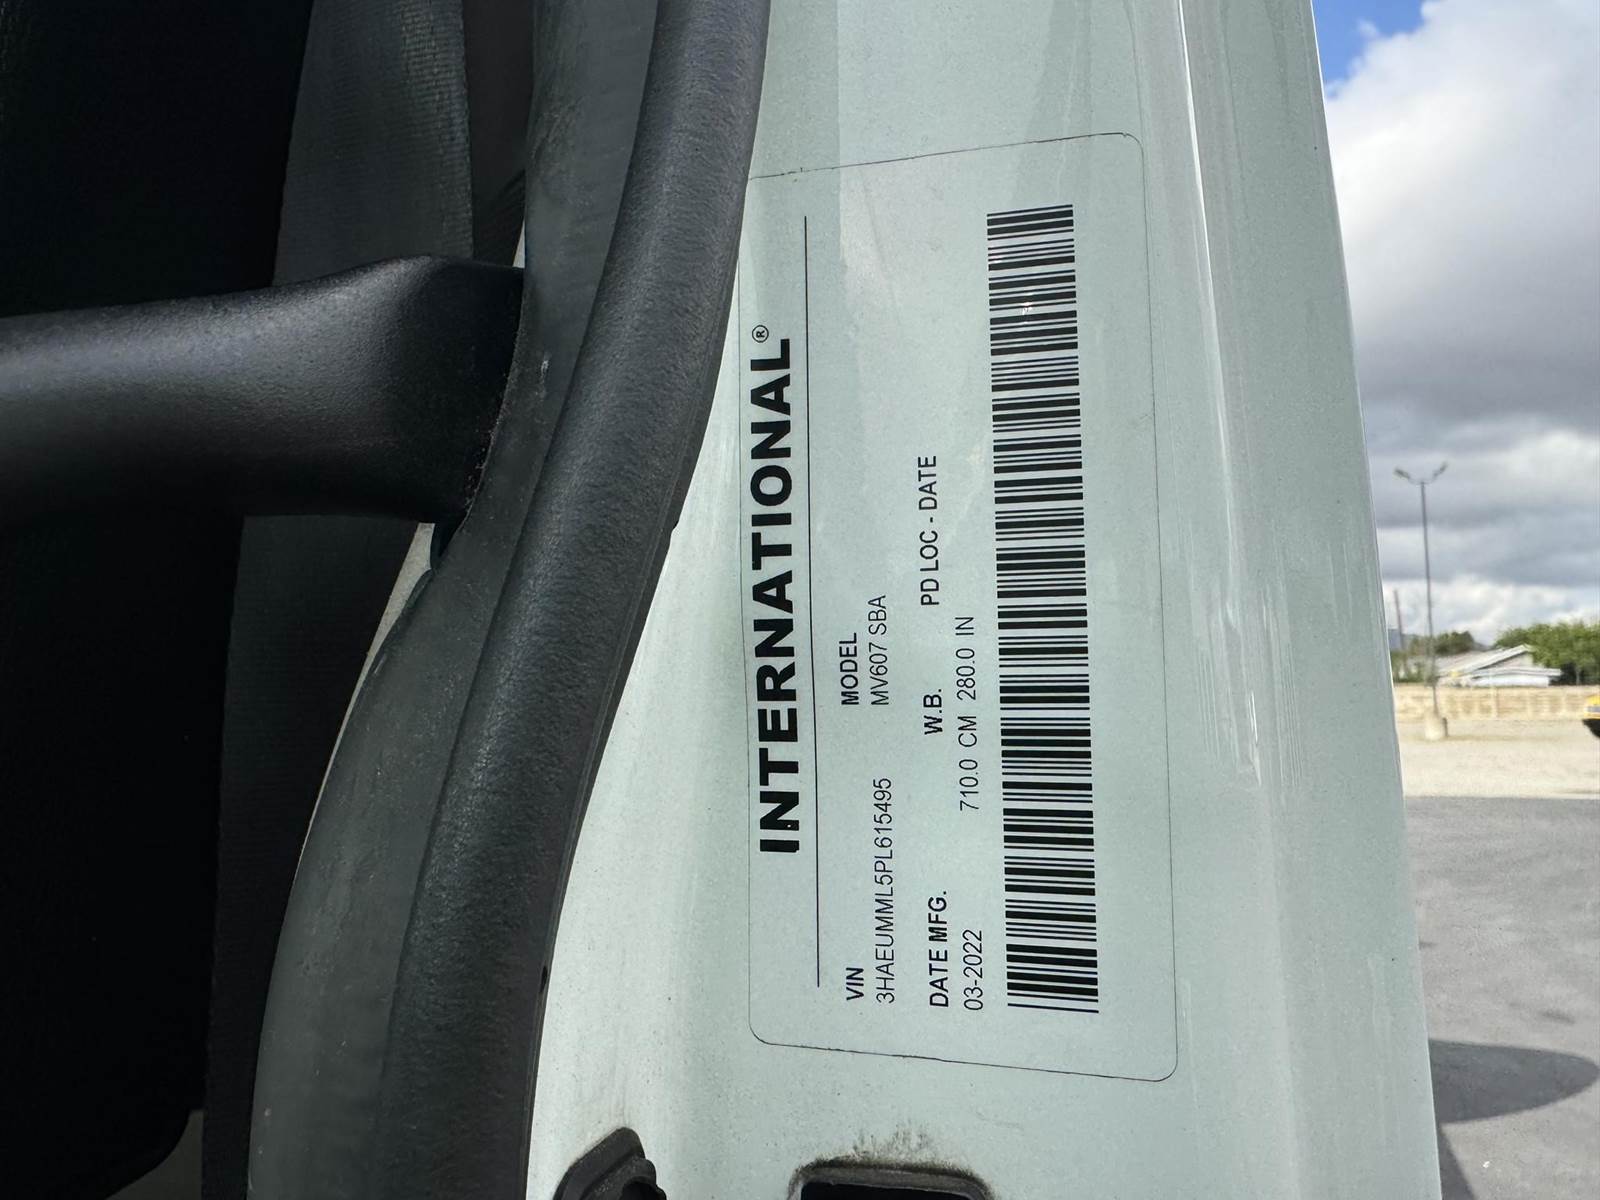 INTERNATIONAL®
VIN MODEL
3HAEUMML5PL615495 MV607 SBA
DATE MFG. W.B. PD LOC - DATE
03-2022 710.0 CM 280.0 IN